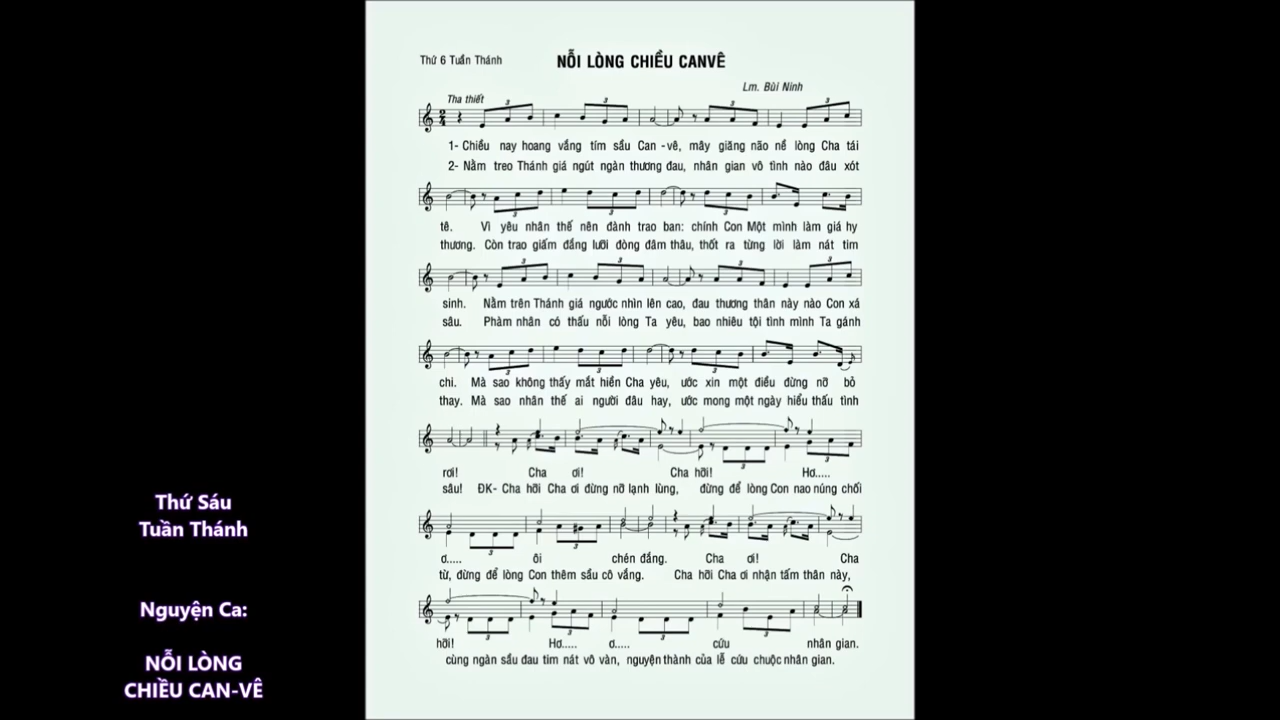 Thứ 6 Tuần Thánh
NỖI LÒNG CHIỀU CANVÊ
Lm. Bùi Ninh
Tha thiết
1- Chiều nay hoang vắng tím sầu Can -vê, mây giăng não nề lòng Cha tái
2- Nằm treo Thánh giá ngút ngàn thương đau, nhân gian vô tình nào đâu xót
tê. Vì yêu nhân thế nên đành trao ban: chính Con Một mình làm giá hy
thương. Còn trao giấm đắng lưỡi đòng đâm thâu, thốt ra từng lời làm nát tim
sinh. Nằm trên Thánh giá ngước nhìn lên cao, đau thương thân này nào Con xá
sâu. Phàm nhân có thấu nỗi lòng Ta yêu, bao nhiêu tội tình mình Ta gánh
chi. Mà sao không thấy mắt hiền Cha yêu, ước xin một điều đừng nỡ bỏ
thay. Mà sao nhân thế ai người đâu hay, ước mong một ngày hiểu thấu tình
rơi! Cha ơi! Cha hỡi! Hơ.....
sâu! ĐK- Cha hỡi Cha ơi đừng nỡ lạnh lùng, đừng để lòng Con nao núng chối
ơ..... ôi chén đắng. Cha ơi! Cha
từ, đừng để lòng Con thêm sầu cô vắng. Cha hỡi Cha ơi nhận tấm thân này,
hỡi! Hơ..... ơ..... cứu nhân gian.
cùng ngàn sầu đau tim nát vô vàn, nguyện thành của lễ cứu chuộc nhân gian.
Thứ Sáu
Tuần Thánh
Nguyện Ca:
NỖI LÒNG
CHIỀU CAN-VÊ